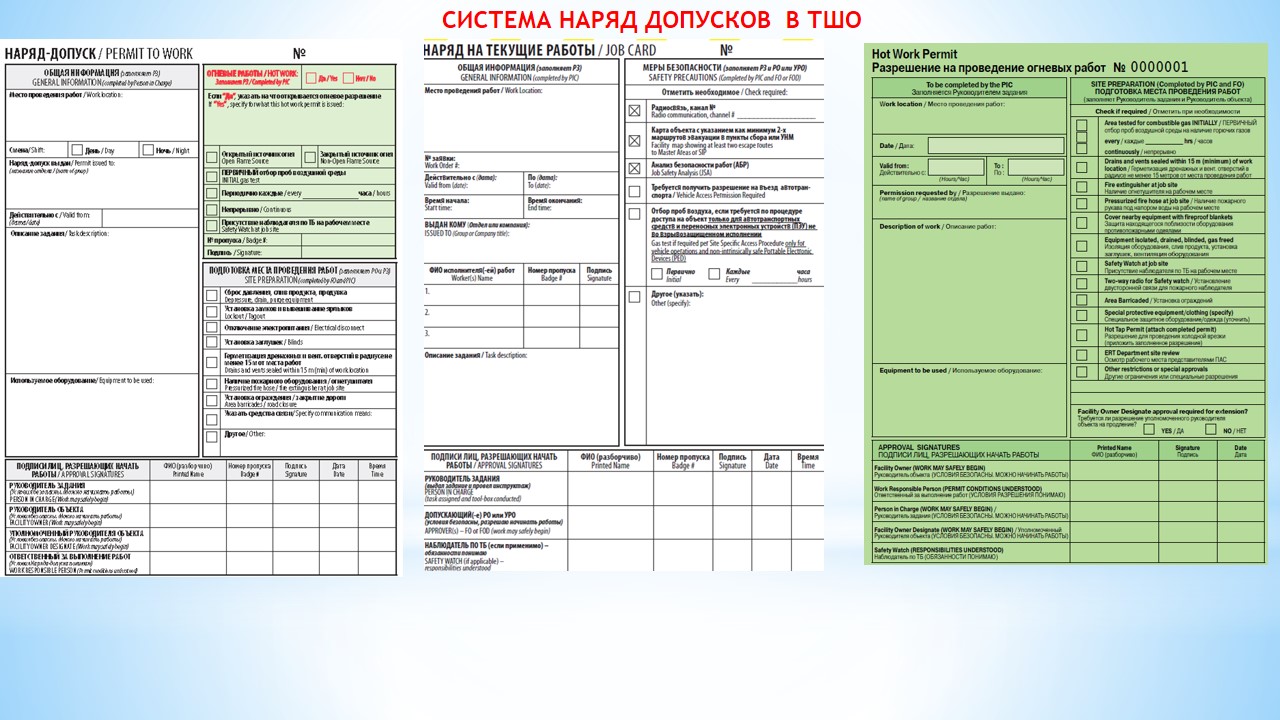 СИСТЕМА НАРЯД ДОПУСКОВ В ТШО
НАРЯД-ДОПУСК / PERMIT TO WORK №
ОБЩАЯ ИНФОРМАЦИЯ (заполняет РЗ)
GENERAL INFORMATION (completed by Person in Charge)
Место проведения работ / Work location:
Смена / Shift: День / Day Ночь / Night
Наряд-допуск выдан / Permit issued to:
(название отдела / name of group)
Действительно с / Valid from:
Описание задания / Task description:
Используемое оборудование / Equipment to be used:
ОГНЕВЫЕ РАБОТЫ / HOT WORK:
Заполняет РЗ / Completed by PIC
Да / Yes Нет / No
Если "Да", указать на что открывается огневое разрешение
If "Yes", specify for what this hot work permit is issued:
Открытый источник огня
Open Flame Source
Закрытый источник огня
Non-Open Flame Source
ПЕРВИЧНЫЙ отбор проб воздушной среды
INITIAL gas test
Периодично каждые / every часа / hours
Непрерывно / Continuous
Присутствие наблюдателя по ТБ на рабочем месте
Safety Watch at job site
№ пропуска / Badge #:
Подпись / Signature:
ПОДГОТОВКА МЕСТА ПРОВЕДЕНИЯ РАБОТ (заполняет РО и РЗ)
SITE PREPARATION (completed by FO and PIC)
Сброс давления, слив продукта, продувка
Depressure, drain, purge equipment
Установка замков и вывешивание ярлыков
Lockout / Tagout
Отключение электропитания / Electrical disconnect
Установка заглушек / Blinds
Герметизация дренажных и вент. отверстий в радиусе не
менее 15 м от места работ
Drains and vents sealed within 15 m (min) of work location
Наличие пожарного оборудования / огнетушителя
Pressurized fire hose / fire extinguisher at job site
Установка ограждения / закрытие дороги
Area barricades / road closure
Указать средства связи / Specify communication means:
Другое / Other:
ПОДПИСИ ЛИЦ, РАЗРЕШАЮЩИХ НАЧАТЬ
РАБОТЫ / APPROVAL SIGNATURES
ФИО (разборчиво)
Printed Name
Номер пропуска
Badge #
Подпись
Signature
Дата
Date
Время
Time
РУКОВОДИТЕЛЬ ЗАДАНИЯ
(Условия безопасны. Можно начинать работы)
PERSON IN CHARGE (Work may safely begin)
РУКОВОДИТЕЛЬ ОБЪЕКТА
(Условия безопасны. Можно начинать работы)
FACILITY OWNER (Work may safely begin)
УПОЛНОМОЧЕННЫЙ РУКОВОДИТЕЛЯ ОБЪЕКТА
(Условия безопасны. Можно начинать работы)
FACILITY OWNER DESIGNATE (Work may safely begin)
ОТВЕТСТВЕННЫЙ ЗА ВЫПОЛНЕНИЕ РАБОТ
(Условия Наряда-допуска понимаю)
WORK RESPONSIBLE PERSON (Permit conditions understood)
НАРЯД НА ТЕКУЩИЕ РАБОТЫ / JOB CARD №
ОБЩАЯ ИНФОРМАЦИЯ (заполняет РЗ)
GENERAL INFORMATION (completed by PIC)
Место проведения работ / Work Location:
№ заявки:
Work Order #:
Действительно с (дата):
Valid from (date):
По (дата):
To (date):
Время начала:
Start time:
Время окончания:
End time:
ВЫДАН КОМУ (Отдел или компания):
ISSUED TO (Group or Company title):
ФИО исполнителя(-ей) работ
Worker(s) Name
Номер пропуска
Badge #
Подпись
Signature
1.
2.
3.
Описание задания / Task description:
МЕРЫ БЕЗОПАСНОСТИ (заполняет РЗ и РО или УРО)
SAFETY PRECAUTIONS (Completed by PIC and FO or FOD)
Отметить необходимое / Check required:
Радиосвязь, канал №
Radio communication, channel #
Карта объекта с указанием как минимум 2-х
маршрутов эвакуации в пункты сбора или УНМ
Facility map showing at least two escape routes
to Master Areas or SIP
Анализ безопасности работ (АБР)
Job Safety Analysis (JSA)
Требуется получить разрешение на въезд автотран-
спорта / Vehicle Access Permission Required
Отбор проб воздуха, если требуется по процедуре
доступа на объект только для автотранспортных
средств и переносных электронных устройств (ПЭУ) не
во взрывозащищенном исполнении
Gas test if required per Site Specific Access Procedure only for
vehicle operations and non-intrinsically safe Portable Electronic
Devices (PED)
Первично
Initial
Каждые
Every
часа
hours
Другое (указать):
Other (specify):
ПОДПИСИ ЛИЦ, РАЗРЕШАЮЩИХ НАЧАТЬ
РАБОТЫ / APPROVAL SIGNATURES
ФИО (разборчиво)
Printed Name
Номер пропуска
Badge #
Подпись
Signature
Дата
Date
Время
Time
РУКОВОДИТЕЛЬ ЗАДАНИЯ
(выдал задание и провел инструктаж)
PERSON IN CHARGE
(task assigned and tool-box conducted)
ДОПУСКАЮЩИЙ(-е) РО или УРО
(условия безопасны, разрешаю начинать работы)
APPROVER(s) – FO or FOD (work may safely begin)
НАБЛЮДАТЕЛЬ ПО ТБ (если применимо) –
обязанности понимаю
SAFETY WATCH (if applicable) –
responsibilities understood
Hot Work Permit
Разрешение на проведение огневых работ № 0000001
To be completed by the PIC
Заполняется Руководителем задания
Work location / Место проведения работ:
Date / Дата:
Valid from:
Действительно с:
(Hours/Час)
To :
По :
(Hours/Час)
Permission requested by / Разрешение выдано:
(name of group / название отдела)
Description of work / Описание работ:
Equipment to be used / Используемое оборудование:
SITE PREPARATION (Completed by PIC and FO)
ПОДГОТОВКА МЕСТА ПРОВЕДЕНИЯ РАБОТ
(заполняет Руководитель задания и Руководитель объекта)
Check if required / Отметить при необходимости
Area tested for combustible gas INITIALLY / ПЕРВИЧНЫЙ
отбор проб воздушной среды на наличие горючих газов
every / каждые hrs / часов
continuously / непрерывно
Drains and vents sealed within 15 m (minimum) of work
location / Герметизация дренажных и вент. отверстий в
радиусе не менее 15 метров от места проведения работ
Fire extinguisher at job site
Наличие огнетушителя на рабочем месте
Pressurized fire hose at job site / Наличие пожарного
рукава под напором воды на рабочем месте
Cover nearby equipment with fireproof blankets
Защита находящегося поблизости оборудования
противопожарными одеялами
Equipment isolated, drained, blinded, gas freed
Изоляция оборудования, слив продукта, установка
заглушек, вентиляция оборудования
Safety Watch at job site
Присутствие наблюдателя по ТБ на рабочем месте
Two-way radio for Safety watch / Установление
двусторонней связи для пожарного наблюдателя
Area Barricaded / Установка ограждений
Special protective equipment/clothing (specify)
Специальное защитное оборудование/одежда (уточнить)
Hot Tap Permit (attach completed permit)
Разрешение для проведения холодной врезки
(приложить заполненное разрешение)
ERT Department site review
Осмотр рабочего места представителями ПАС
Other restrictions or special approvals
Другие ограничения или специальные разрешения
Facility Owner Designate approval required for extension?
Требуется ли разрешение уполномоченного руководителя
объекта на продление?
YES / ДА NO / НЕТ
APPROVAL SIGNATURES
ПОДПИСИ ЛИЦ, РАЗРЕШАЮЩИХ НАЧАТЬ РАБОТЫ
Printed Name
ФИО (разборчиво)
Signature
Подпись
Date
Дата
Facility Owner (WORK MAY SAFELY BEGIN)
Руководитель объекта (УСЛОВИЯ БЕЗОПАСНЫ. МОЖНО НАЧИНАТЬ РАБОТЫ)
Work Responsible Person (PERMIT CONDITIONS UNDERSTOOD)
Ответственный за выполнение работ (УСЛОВИЯ РАЗРЕШЕНИЯ ПОНИМАЮ)
Person in Charge (WORK MAY SAFELY BEGIN) /
Руководитель задания (УСЛОВИЯ БЕЗОПАСНЫ. МОЖНО НАЧИНАТЬ РАБОТЫ)
Facility Owner Designate (WORK MAY SAFELY BEGIN) / Уполномоченный
Руководителя объекта (УСЛОВИЯ БЕЗОПАСНЫ. МОЖНО НАЧИНАТЬ РАБОТЫ)
Safety Watch (RESPONSIBILITIES UNDERSTOOD)
Наблюдатель по ТБ (ОБЯЗАННОСТИ ПОНИМАЮ)